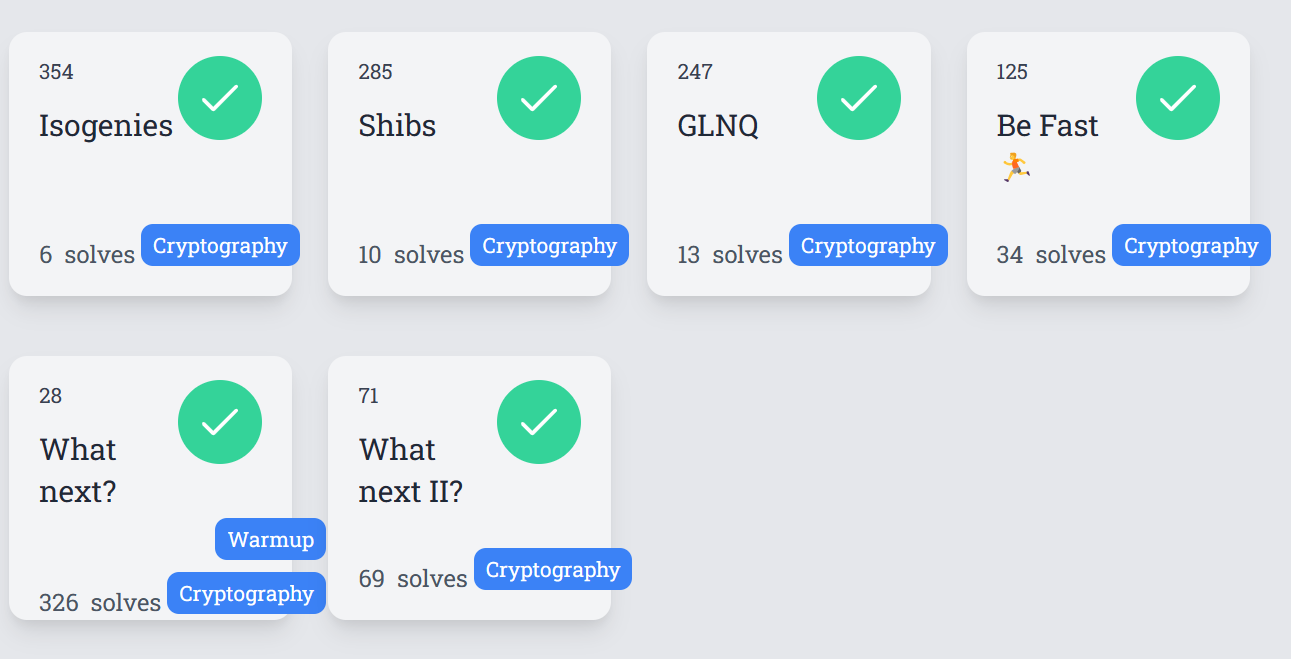 354
Isogenies
6 solves Cryptography
285
Shibs
10 solves Cryptography
247
GLNQ
13 solves Cryptography
125
Be Fast
🏃
34 solves Cryptography
28
What
next?
Warmup
326 solves Cryptography
71
What
next II?
69 solves Cryptography